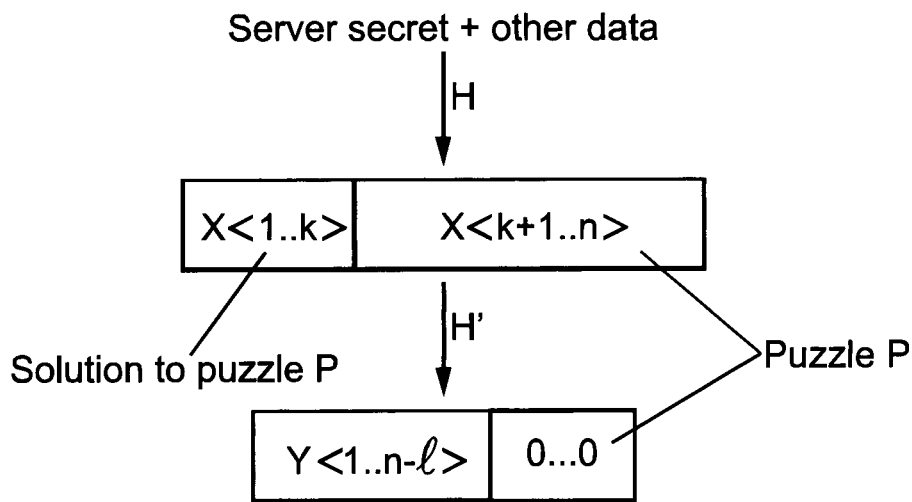 Server secret + other data
H
X<1..k>
X<k+1..n>
H’
Solution to puzzle P
Puzzle P
Y<1..n-ℓ>
0...0